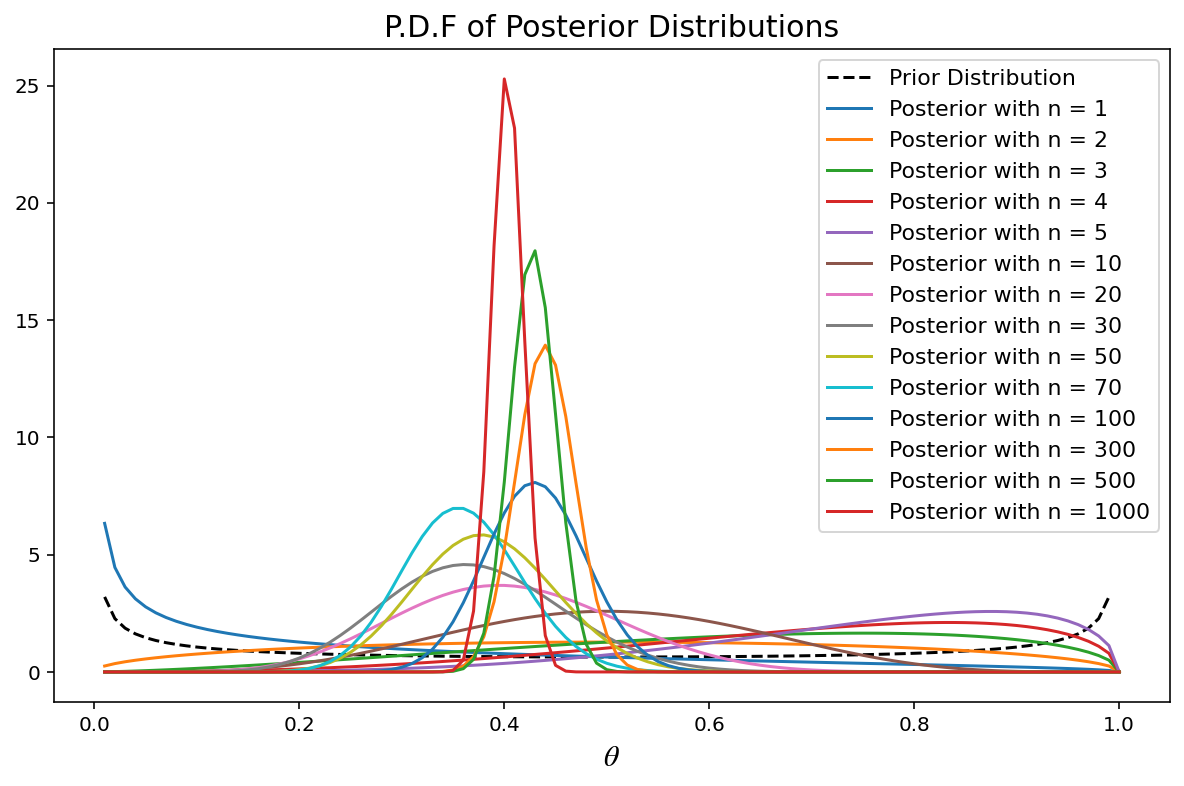 P.D.F of Posterior Distributions
25
20
15
10
5
0
0.0 0.2 0.4 0.6 0.8 1.0
θ
Prior Distribution
Posterior with n = 1
Posterior with n = 2
Posterior with n = 3
Posterior with n = 4
Posterior with n = 5
Posterior with n = 10
Posterior with n = 20
Posterior with n = 30
Posterior with n = 50
Posterior with n = 70
Posterior with n = 100
Posterior with n = 300
Posterior with n = 500
Posterior with n = 1000